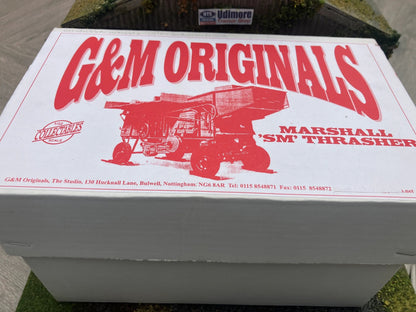 Udimore
G&M ORIGINALS
MARSHALL
'SM' THRASHER
COLLECTABLES
G&M Originals, The Studio, 130 Hucknall Lane, Bulwell, Nottingham. NG6 8AR Tel: 0115 8548871 Fax: 0115 8548872